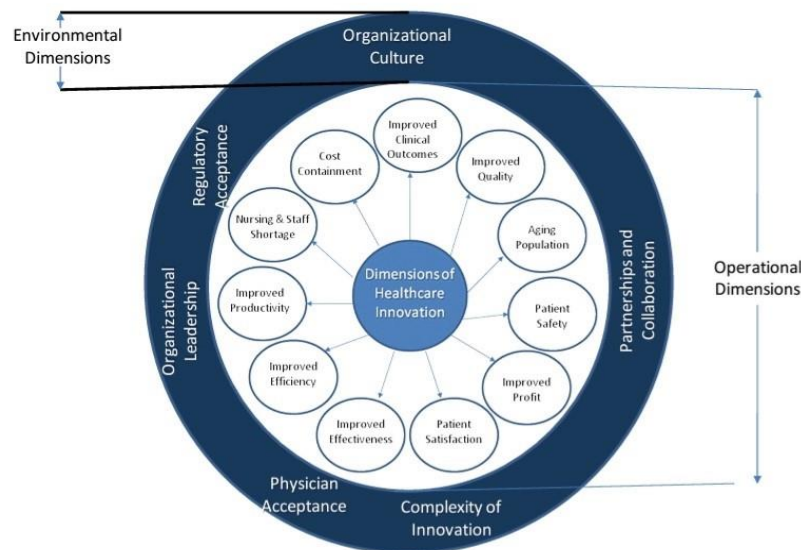 Environmental
Dimensions
Organizational
Culture
Regulatory
Acceptance
Organizational
Leadership
Physician
Acceptance
Complexity of
Innovation
Partnerships and
Collaboration
Operational
Dimensions
Dimensions of
Healthcare
Innovation
Improved
Clinical
Outcomes
Improved
Quality
Aging
Population
Patient
Safety
Improved
Profit
Patient
Satisfaction
Improved
Effectiveness
Improved
Efficiency
Improved
Productivity
Nursing & Staff
Shortage
Cost
Containment